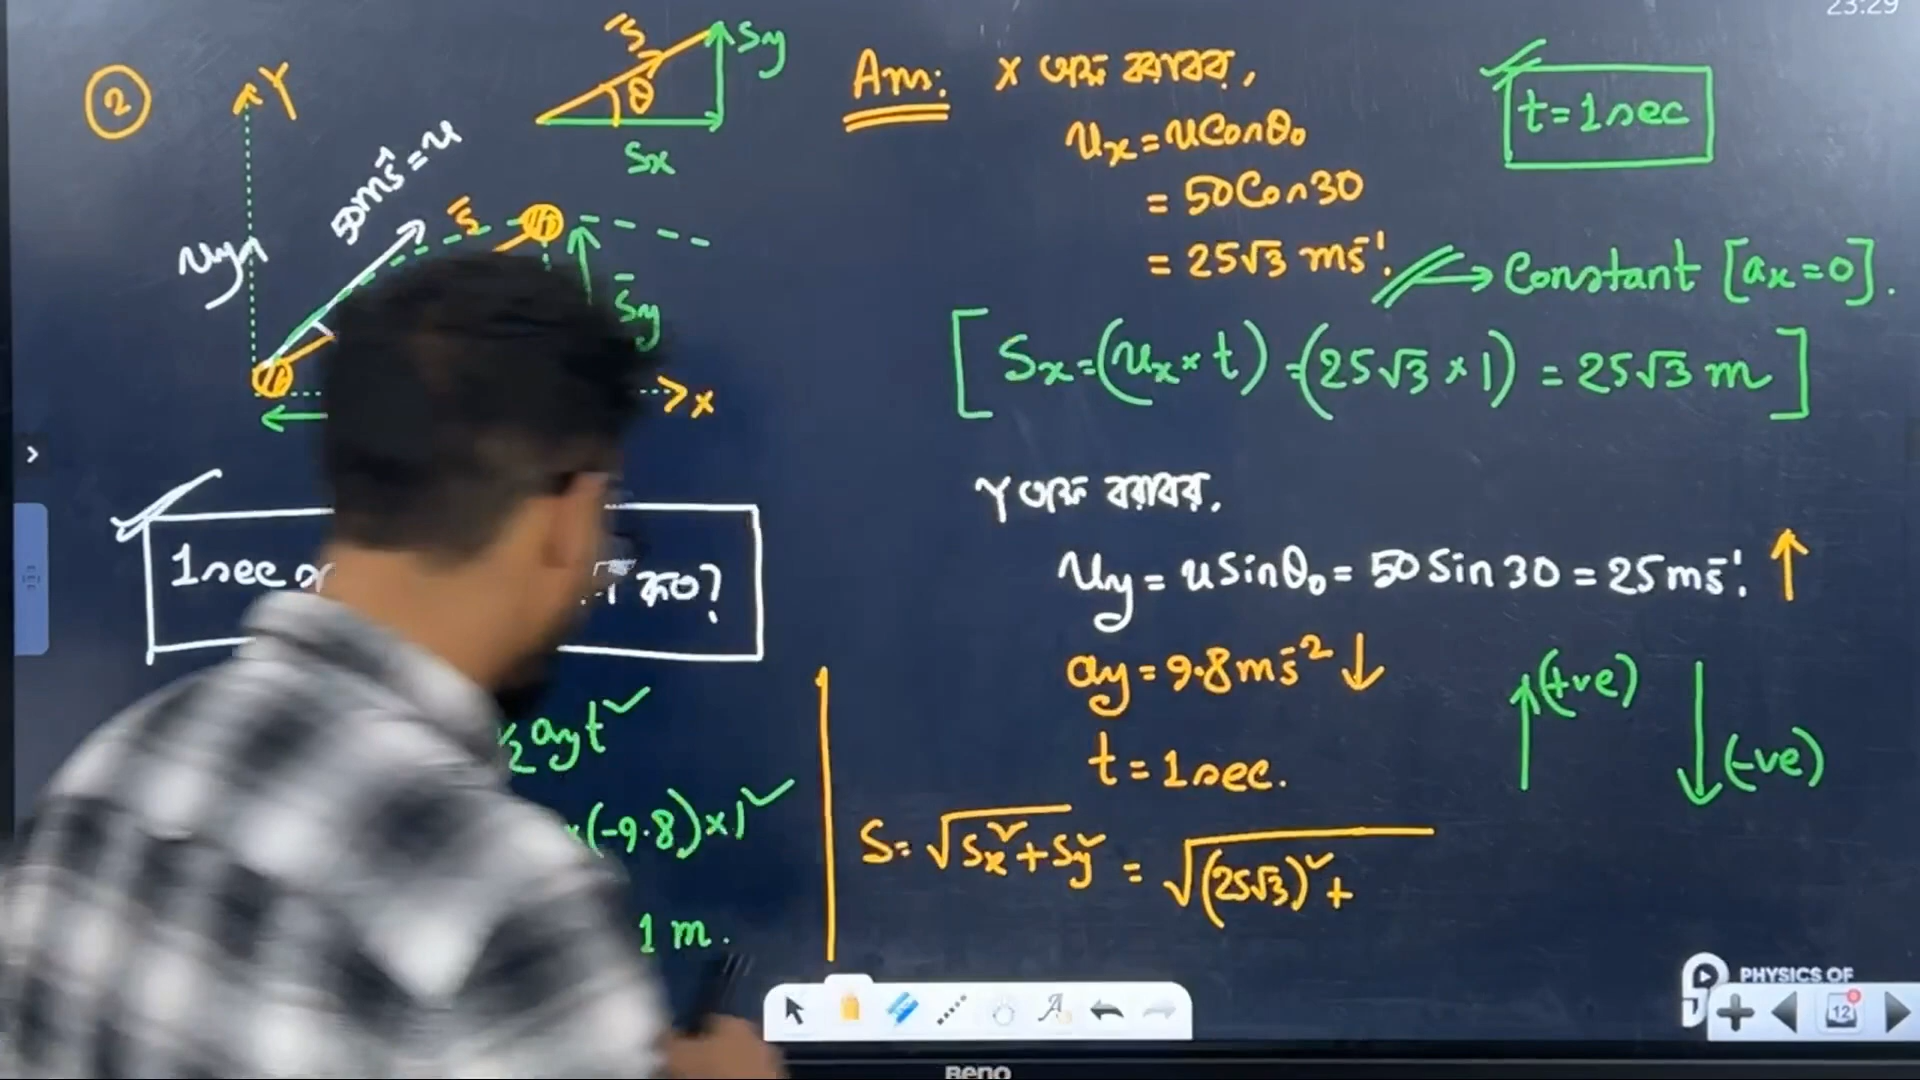 23:29
2
Y
S
Sy
θ
Sx
50ms⁻¹ = u
S
Sy
x
1sec
কত?
½ayt²
(-9.8)×1²
1 m.
Ans: X অক্ষ বরাবর,
t = 1sec
ux = uCosθ₀
= 50Cos30
= 25√3 ms⁻¹. → Constant [ax=0].
[Sx = (ux × t) = (25√3 × 1) = 25√3 m]
Y অক্ষ বরাবর,
uy = uSinθ₀ = 50Sin30 = 25ms⁻¹. ↑
ay = 9.8ms⁻² ↓
↑(+ve) ↓(-ve)
t = 1sec.
S = √Sx² + Sy² = √(25√3)² +
PHYSICS OF
12
BenQ